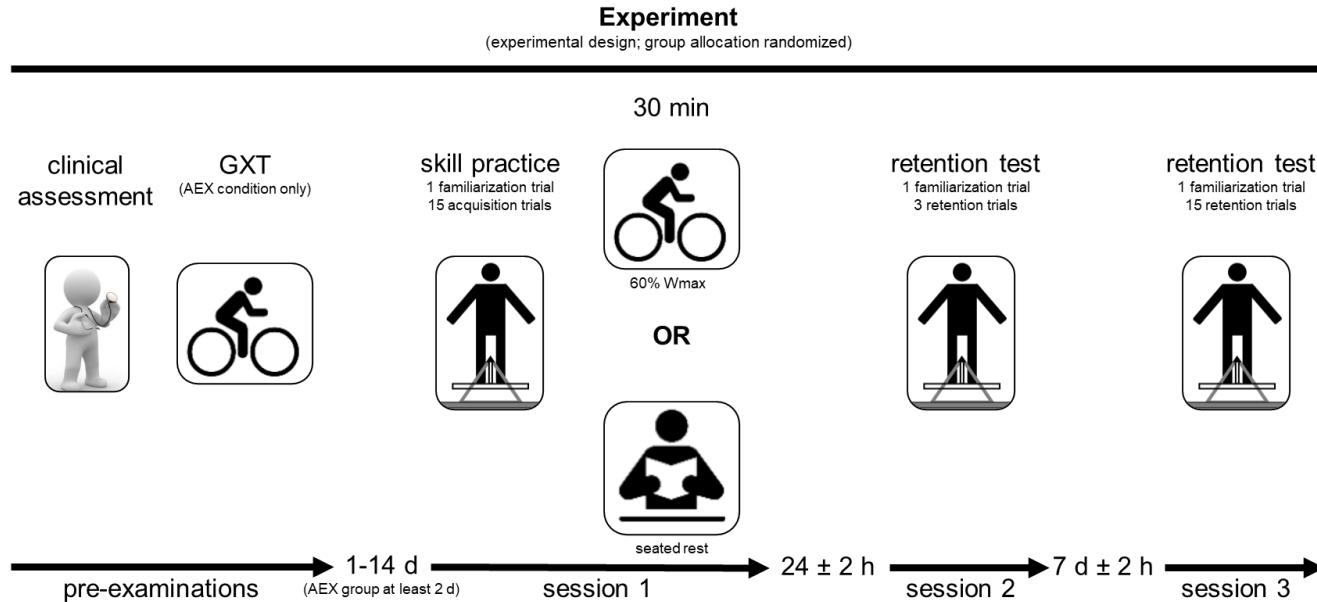 Experiment
(experimental design; group allocation randomized)
30 min
clinical
assessment
GXT
(AEX condition only)
skill practice
1 familiarization trial
15 acquisition trials
60% Wmax
OR
seated rest
retention test
1 familiarization trial
3 retention trials
retention test
1 familiarization trial
15 retention trials
pre-examinations
1-14 d
(AEX group at least 2 d)
session 1
24 ± 2 h
session 2
7 d ± 2 h
session 3